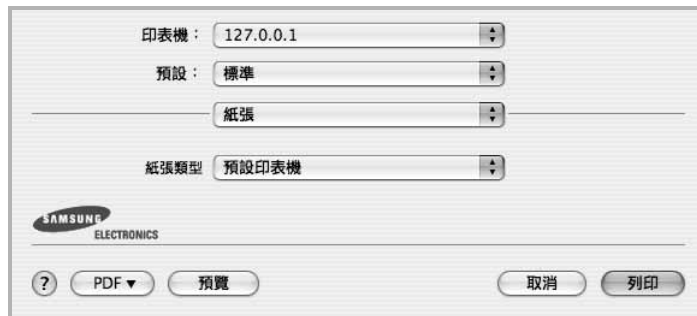 印表機： 127.0.0.1
預設： 標準
紙張
紙張類型 預設印表機
SAMSUNG
ELECTRONICS
? PDF▼ 預覽 取消 列印